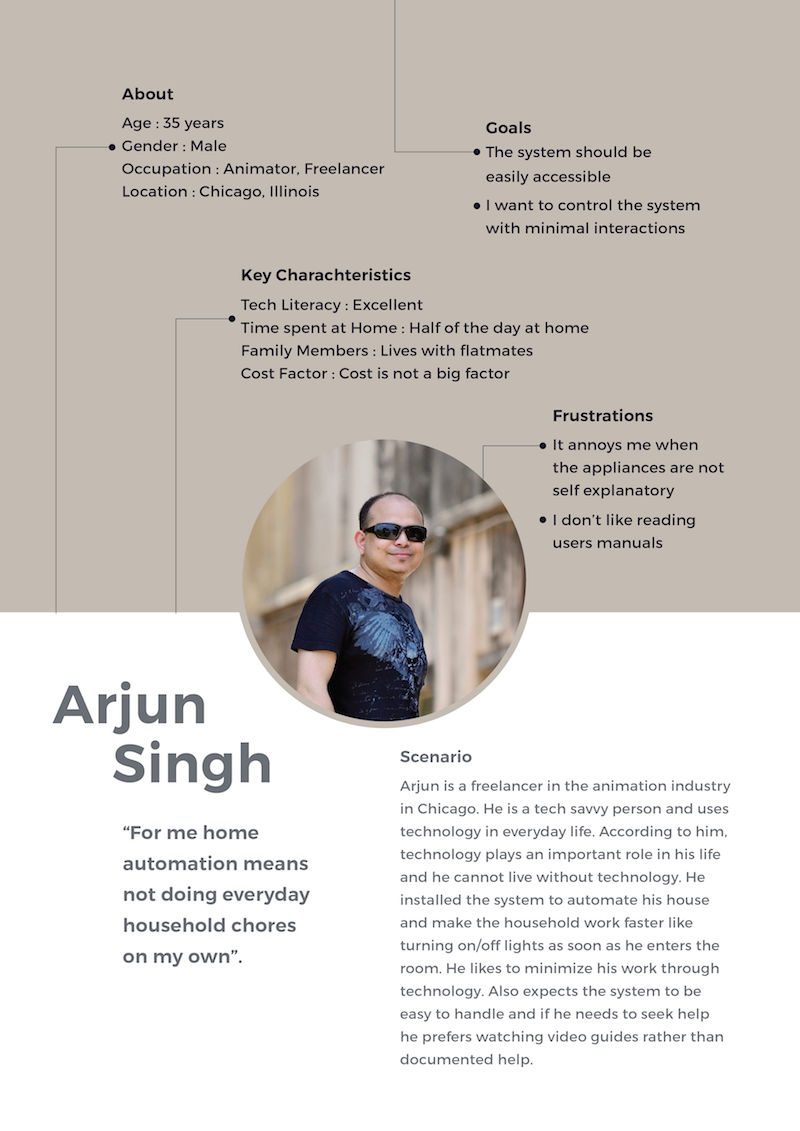 About
Age : 35 years
Gender : Male
Occupation : Animator, Freelancer
Location : Chicago, Illinois
Goals
The system should be
easily accessible
I want to control the system
with minimal interactions
Key Charachteristics
Tech Literacy : Excellent
Time spent at Home : Half of the day at home
Family Members : Lives with flatmates
Cost Factor : Cost is not a big factor
Frustrations
It annoys me when
the appliances are not
self explanatory
I don’t like reading
users manuals
Arjun
Singh
“For me home
automation means
not doing everyday
household chores
on my own”.
Scenario
Arjun is a freelancer in the animation industry
in Chicago. He is a tech savvy person and uses
technology in everyday life. According to him,
technology plays an important role in his life
and he cannot live without technology. He
installed the system to automate his house
and make the household work faster like
turning on/off lights as soon as he enters the
room. He likes to minimize his work through
technology. Also expects the system to be
easy to handle and if he needs to seek help
he prefers watching video guides rather than
documented help.